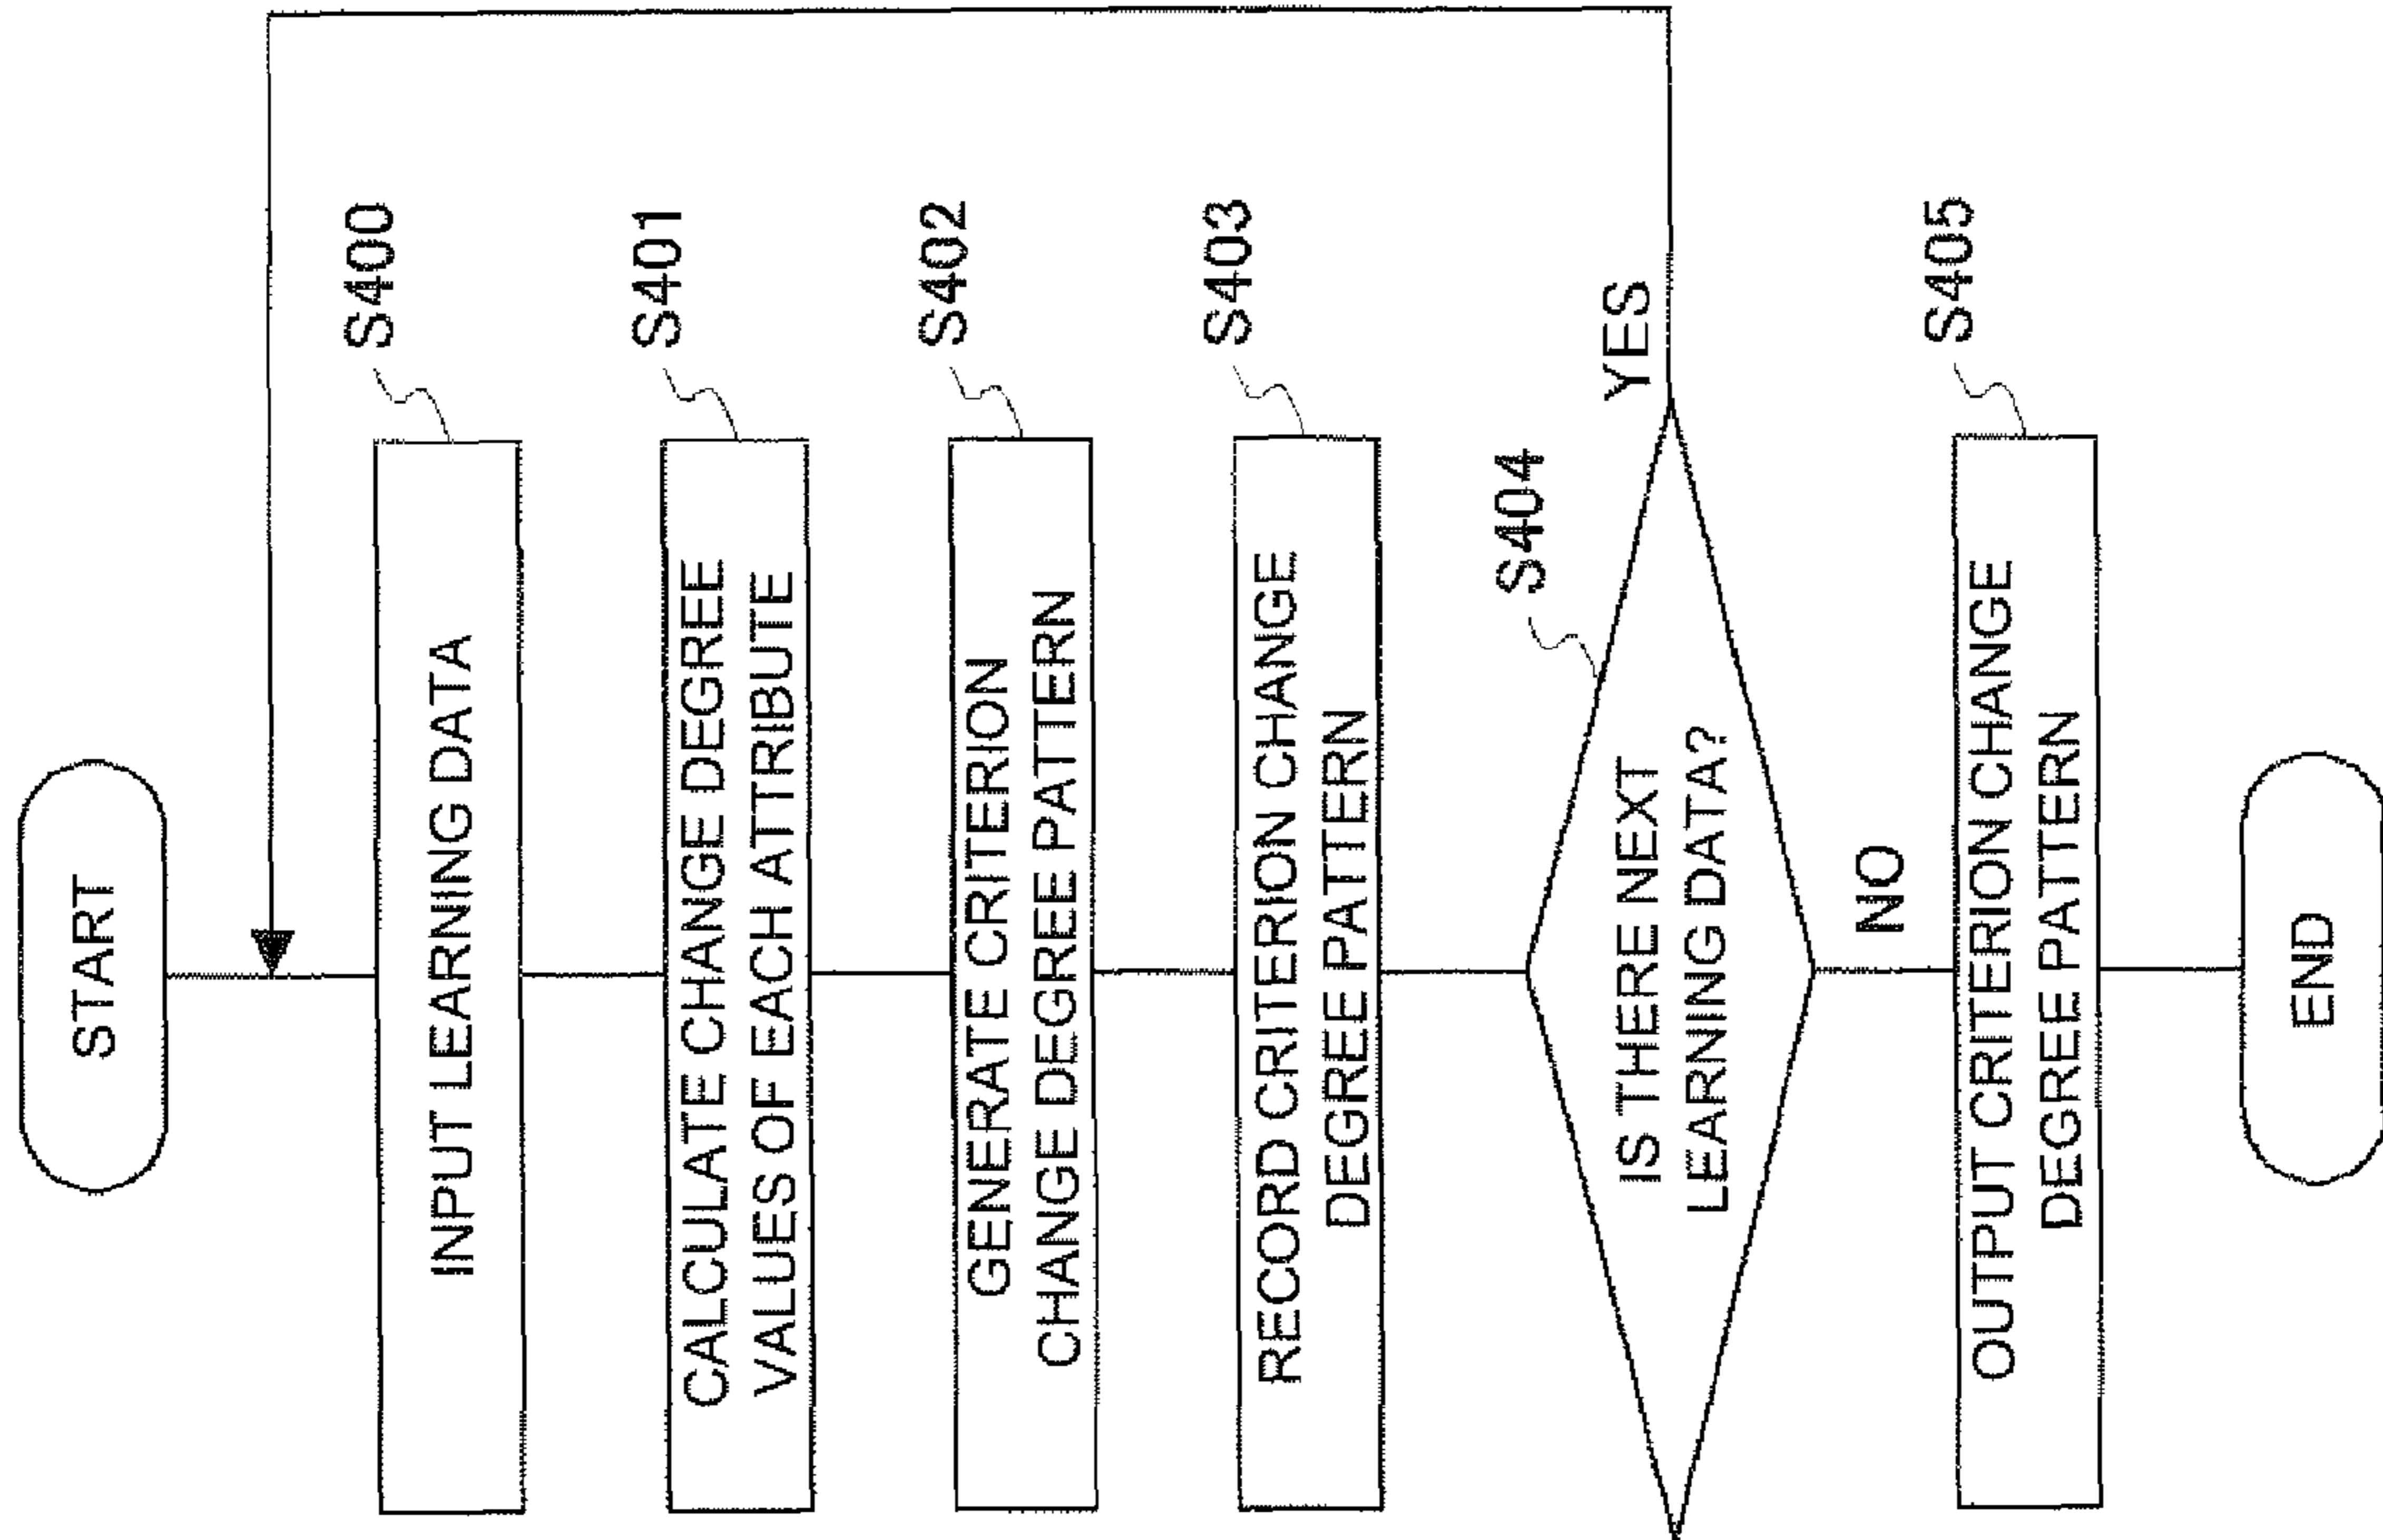 START
INPUT LEARNING DATA
S400
CALCULATE CHANGE DEGREE
VALUES OF EACH ATTRIBUTE
S401
GENERATE CRITERION
CHANGE DEGREE PATTERN
S402
RECORD CRITERION CHANGE
DEGREE PATTERN
S403
S404
IS THERE NEXT
LEARNING DATA?
YES
NO
OUTPUT CRITERION CHANGE
DEGREE PATTERN
S405
END